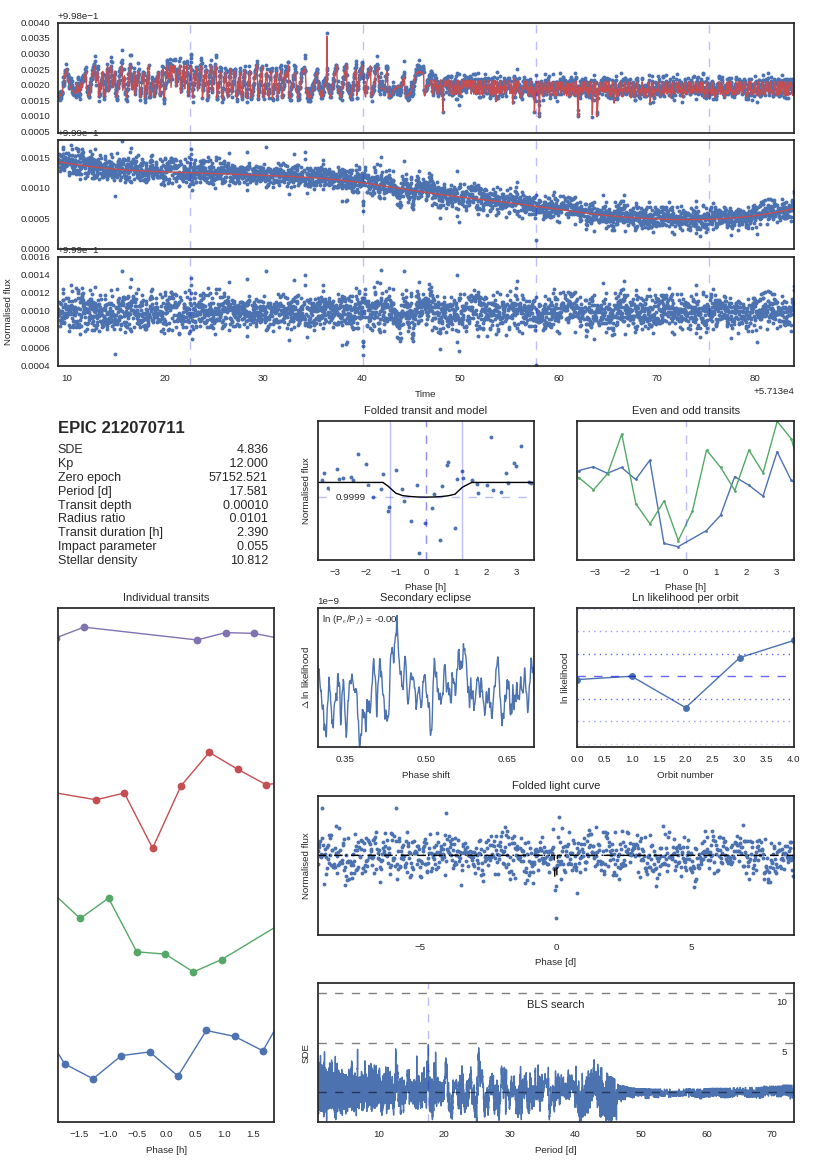 +9.98e−1
0.0040
0.0035
0.0030
0.0025
0.0020
0.0015
0.0010
0.0005
+9.99e−1
0.0015
0.0010
0.0005
0.0000
+9.99e−1
0.0016
0.0014
0.0012
0.0010
0.0008
0.0006
0.0004
Normalised flux
10 20 30 40 50 60 70 80
Time
+5.713e4
EPIC 212070711
SDE 4.836
Kp 12.000
Zero epoch 57152.521
Period [d] 17.581
Transit depth 0.00010
Radius ratio 0.0101
Transit duration [h] 2.390
Impact parameter 0.055
Stellar density 10.812
Folded transit and model
Normalised flux
0.9999
−3 −2 −1 0 1 2 3
Phase [h]
Even and odd transits
−3 −2 −1 0 1 2 3
Phase [h]
Individual transits
−1.5 −1.0 −0.5 0.0 0.5 1.0 1.5
Phase [h]
Secondary eclipse
1e−9
Δ ln likelihood
0.35 0.50 0.65
Phase shift
Ln likelihood per orbit
ln likelihood
0.0 0.5 1.0 1.5 2.0 2.5 3.0 3.5 4.0
Orbit number
Folded light curve
Normalised flux
−5 0 5
Phase [d]
BLS search
10
5
SDE
10 20 30 40 50 60 70
Period [d]